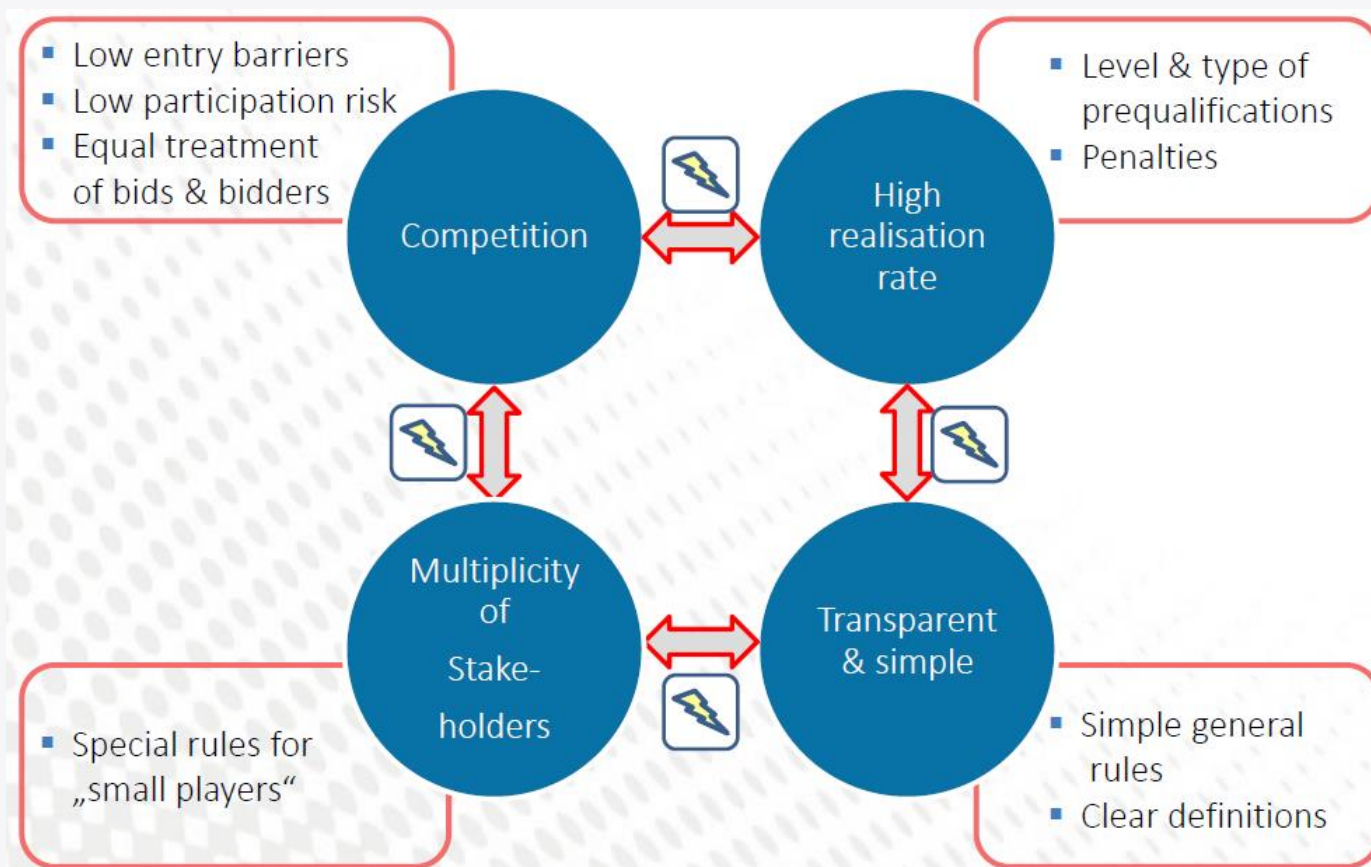 ▪ Low entry barriers
▪ Low participation risk
▪ Equal treatment
of bids & bidders
Competition
High
realisation
rate
▪ Level & type of
prequalifications
▪ Penalties
Multiplicity
of
Stake-
holders
▪ Special rules for
„small players“
Transparent
& simple
▪ Simple general
rules
▪ Clear definitions